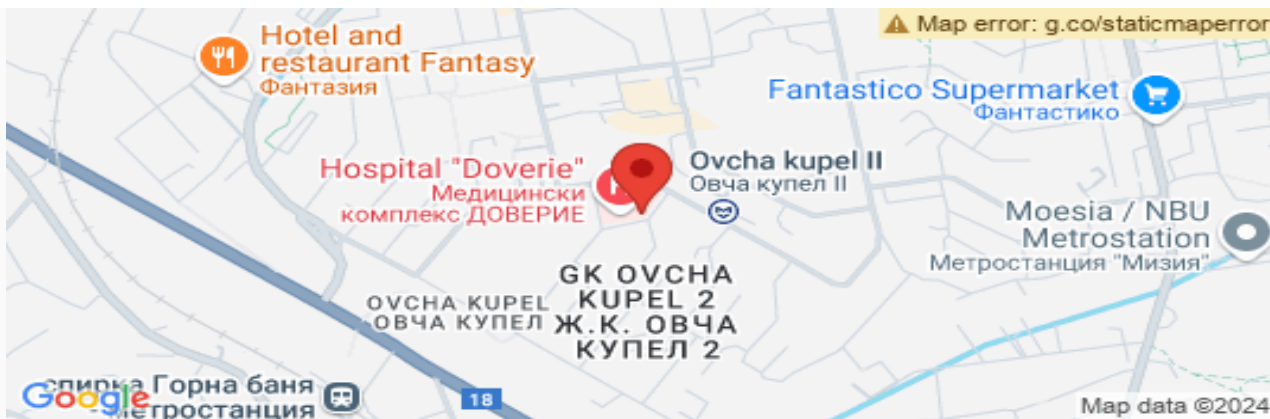 Map error: g.co/staticmaperror
Hotel and
restaurant Fantasy
Фантазия
Fantastico Supermarket
Фантастико
Hospital "Doverie"
Медицински
комплекс ДОВЕРИЕ
H
Ovcha kupel II
Овча купел II
Moesia / NBU
Metrostation
Метростанция "Мизия"
GK OVCHA
KUPEL 2
Ж.К. ОВЧА
КУПЕЛ 2
OVCHA KUPEL
ОВЧА КУПЕЛ
спирка Горна баня
- метростанция
18
Google
Map data ©2024